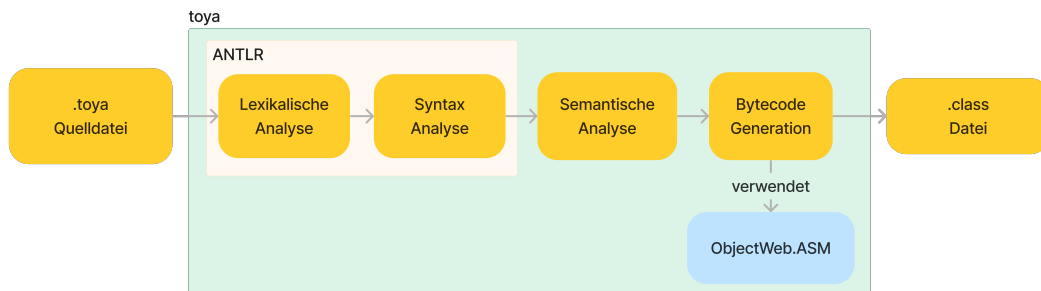 toya
ANTLR
.toya
Quelldatei
Lexikalische
Analyse
Syntax
Analyse
Semantische
Analyse
Bytecode
Generation
.class
Datei
verwendet
ObjectWeb.ASM